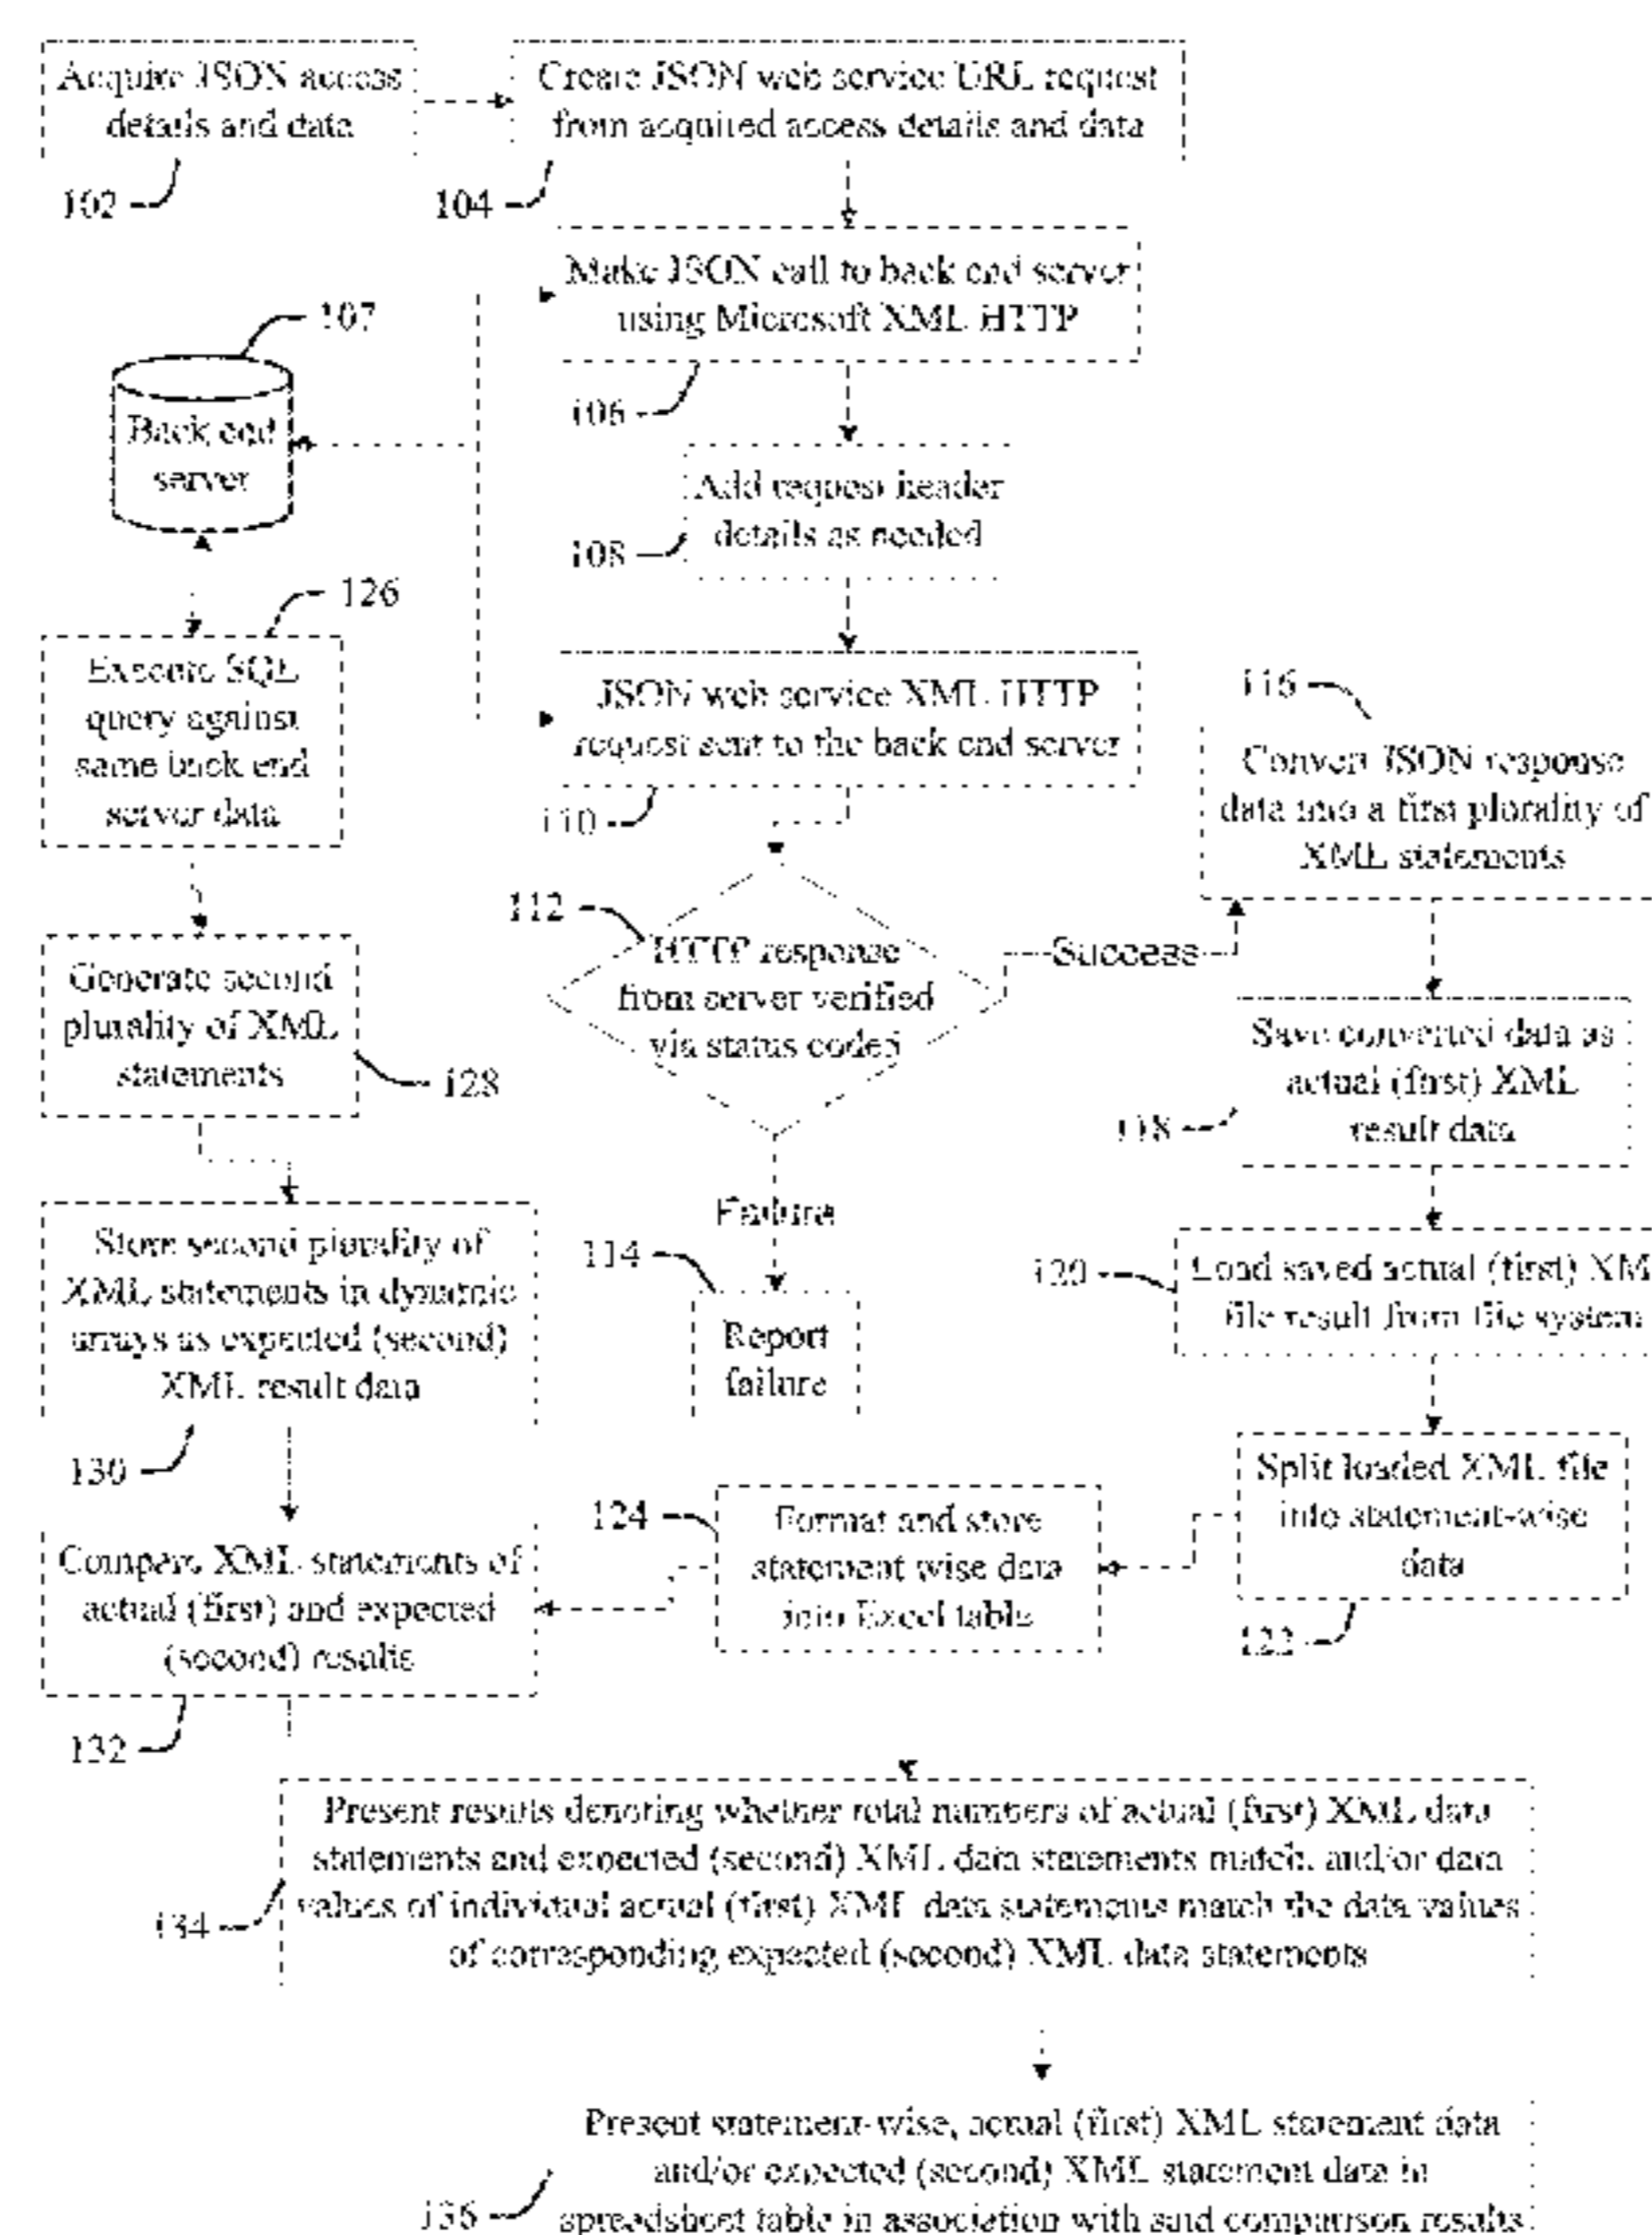 Acquire JSON access
details and data
102
Create JSON web service URL request
from acquired access details and data
104
Make JSON call to back end server
using Microsoft XML HTTP
106
107
Back end
server
Add request header
details as needed
108
126
Execute SQL
query against
same back end
server data
JSON web service XML HTTP
request sent to the back end server
110
116
Convert JSON response
data into a first plurality of
XML statements
112
HTTP response
from server verified
via status code?
Success
Generate second
plurality of XML
statements
128
Save converted data as
actual (first) XML
result data
118
Failure
114
Report
failure
Store second plurality of
XML statements in dynamic
arrays as expected (second)
XML result data
130
120
Load saved actual (first) XM
file result from file system
Split loaded XML file
into statement-wise
data
122
124
Format and store
statement wise data
into Excel table
Compare XML statements of
actual (first) and expected
(second) results
132
Present results denoting whether total numbers of actual (first) XML data
statements and expected (second) XML data statements match, and/or data
values of individual actual (first) XML data statements match the data values
of corresponding expected (second) XML data statements
134
Present statement-wise, actual (first) XML statement data
and/or expected (second) XML statement data in
spreadsheet table in association with said comparison results
136